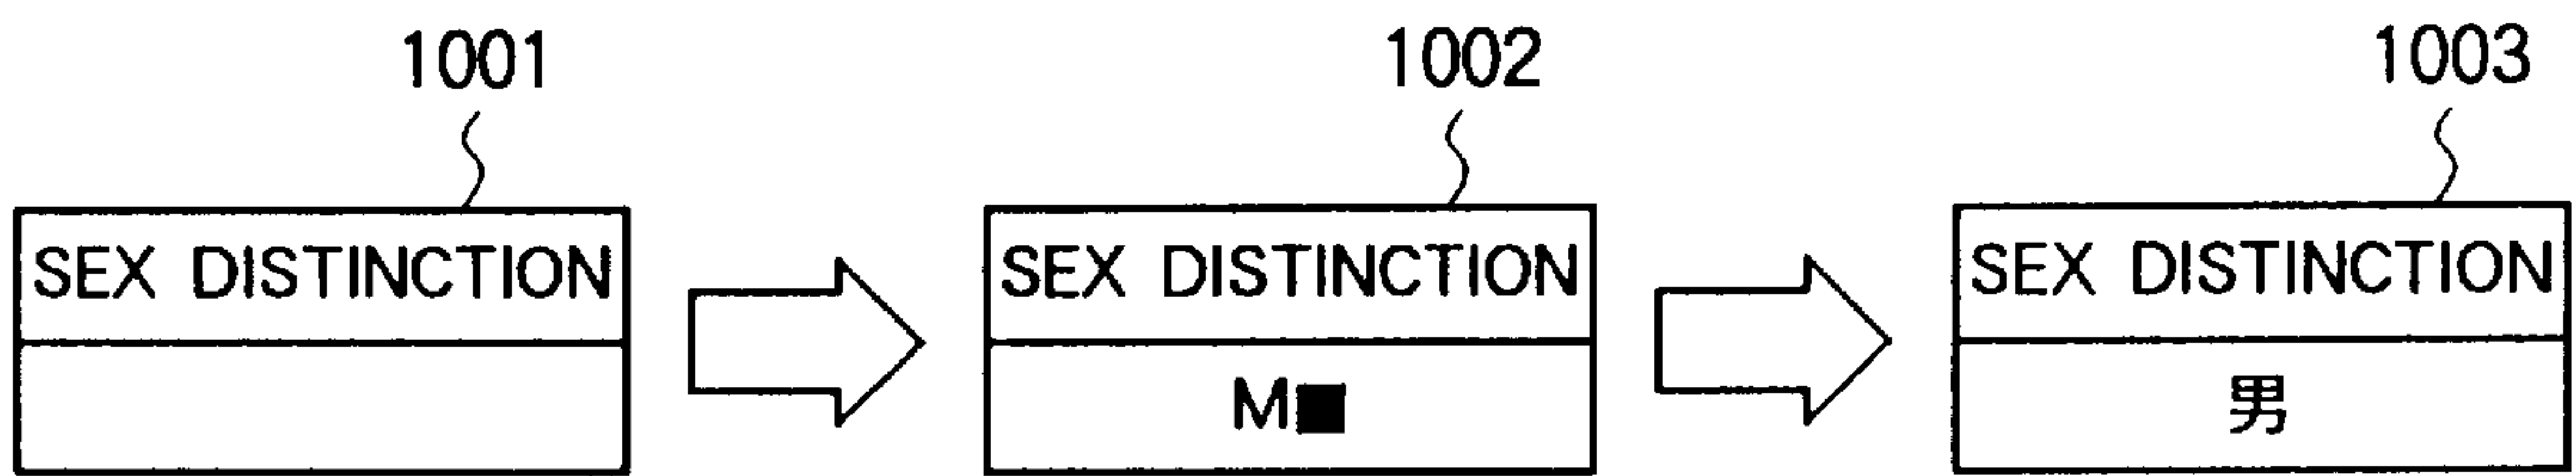 1001
1002
1003
SEX DISTINCTION
SEX DISTINCTION
SEX DISTINCTION
M■
男